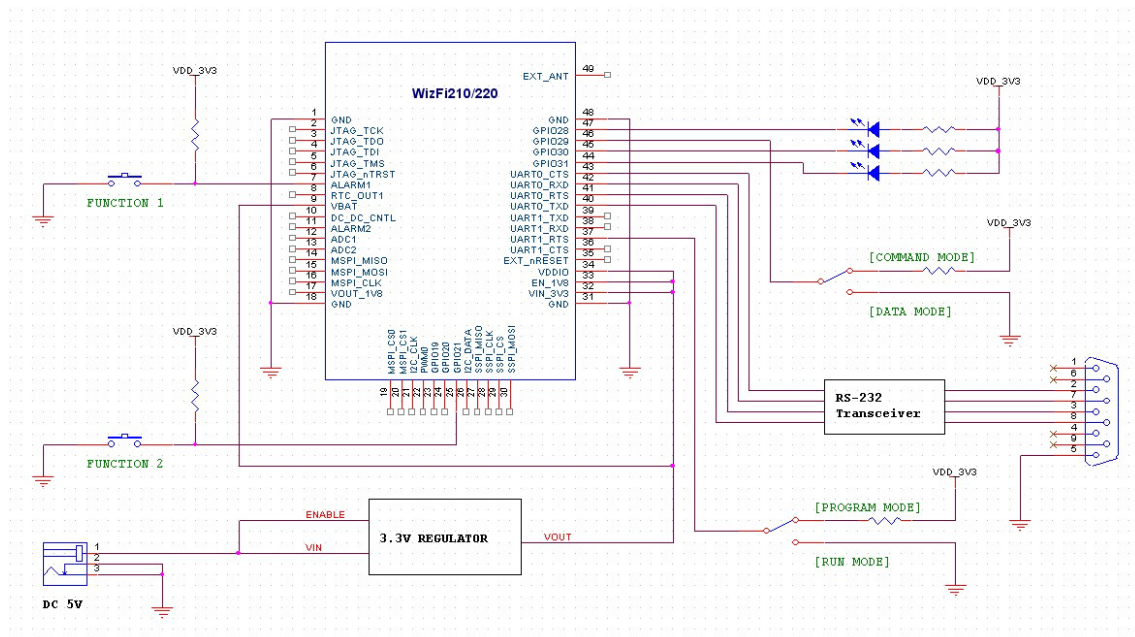 VDD_3V3
FUNCTION 1
VDD_3V3
FUNCTION 2
WizFi210/220
EXT_ANT 49
1 GND
2 JTAG_TCK
3 JTAG_TDO
4 JTAG_TDI
5 JTAG_TMS
6 JTAG_nTRST
7 ALARM1
8 RTC_OUT1
9 VBAT
10 DC_DC_CNTL
11 ALARM2
12 ADC1
13 ADC2
14 MSPI_MISO
15 MSPI_MOSI
16 MSPI_CLK
17 VOUT_1V8
18 GND
GND 48
GPIO28 47
GPIO29 46
GPIO30 45
GPIO31 44
UART0_CTS 43
UART0_RXD 42
UART0_RTS 41
UART0_TXD 40
UART1_TXD 39
UART1_RXD 38
UART1_RTS 37
UART1_CTS 36
EXT_nRESET 35
VDDIO 34
EN_1V8 33
VIN_3V3 32
GND 31
MSPI_CS0 19
MSPI_CS1 20
I2C_CLK 21
PWM0 22
GPIO19 23
GPIO20 24
GPIO21 25
I2C_DATA 26
SSPI_MISO 27
SSPI_CLK 28
SSPI_CS 29
SSPI_MOSI 30
VDD_3V3
VDD_3V3
[COMMAND MODE]
[DATA MODE]
RS-232
Transceiver
1
6
2
7
3
8
4
9
5
VDD_3V3
[PROGRAM MODE]
[RUN MODE]
ENABLE
VIN
3.3V REGULATOR
VOUT
1
2
3
DC 5V